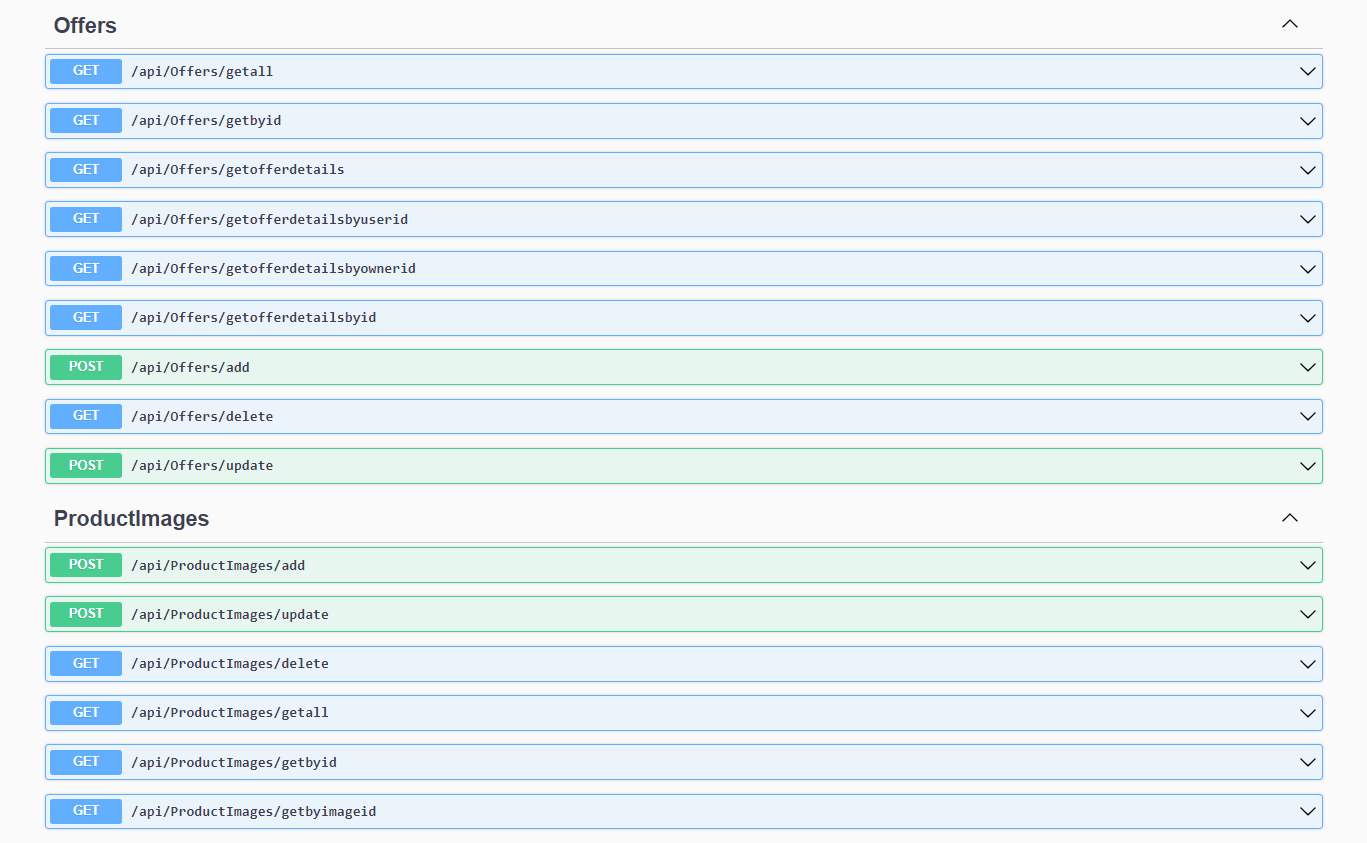 Offers
GET /api/Offers/getall
GET /api/Offers/getbyid
GET /api/Offers/getofferdetails
GET /api/Offers/getofferdetailsbyuserid
GET /api/Offers/getofferdetailsbyownerid
GET /api/Offers/getofferdetailsbyid
POST /api/Offers/add
GET /api/Offers/delete
POST /api/Offers/update
ProductImages
POST /api/ProductImages/add
POST /api/ProductImages/update
GET /api/ProductImages/delete
GET /api/ProductImages/getall
GET /api/ProductImages/getbyid
GET /api/ProductImages/getbyimageid